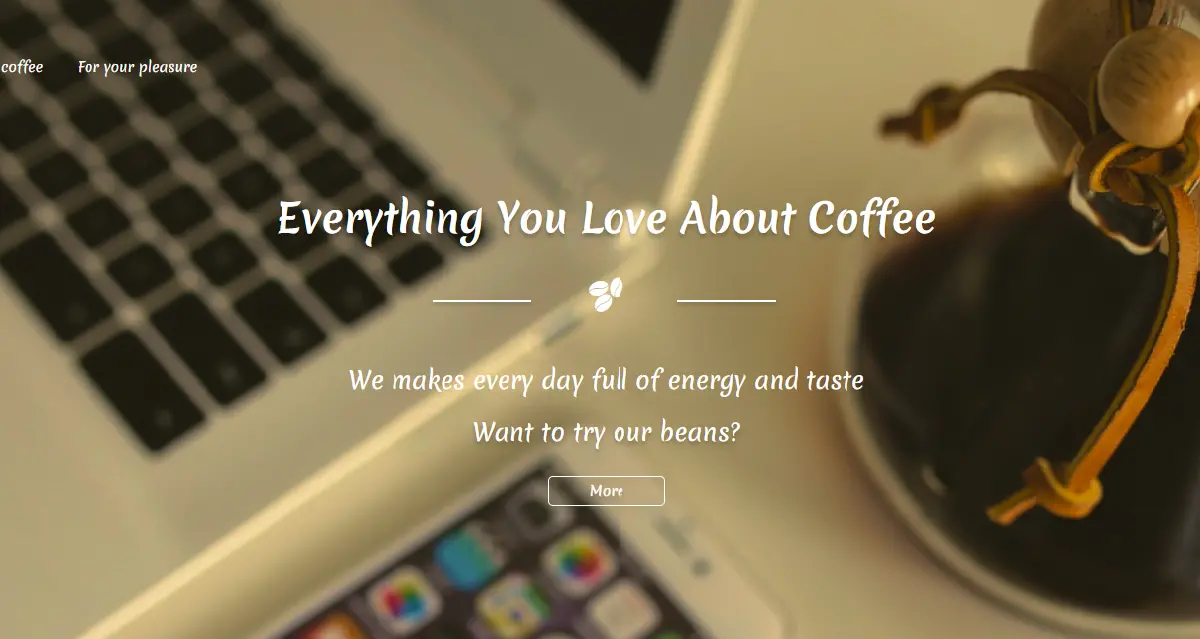 coffee For your pleasure
Everything You Love About Coffee
We makes every day full of energy and taste
Want to try our beans?
More